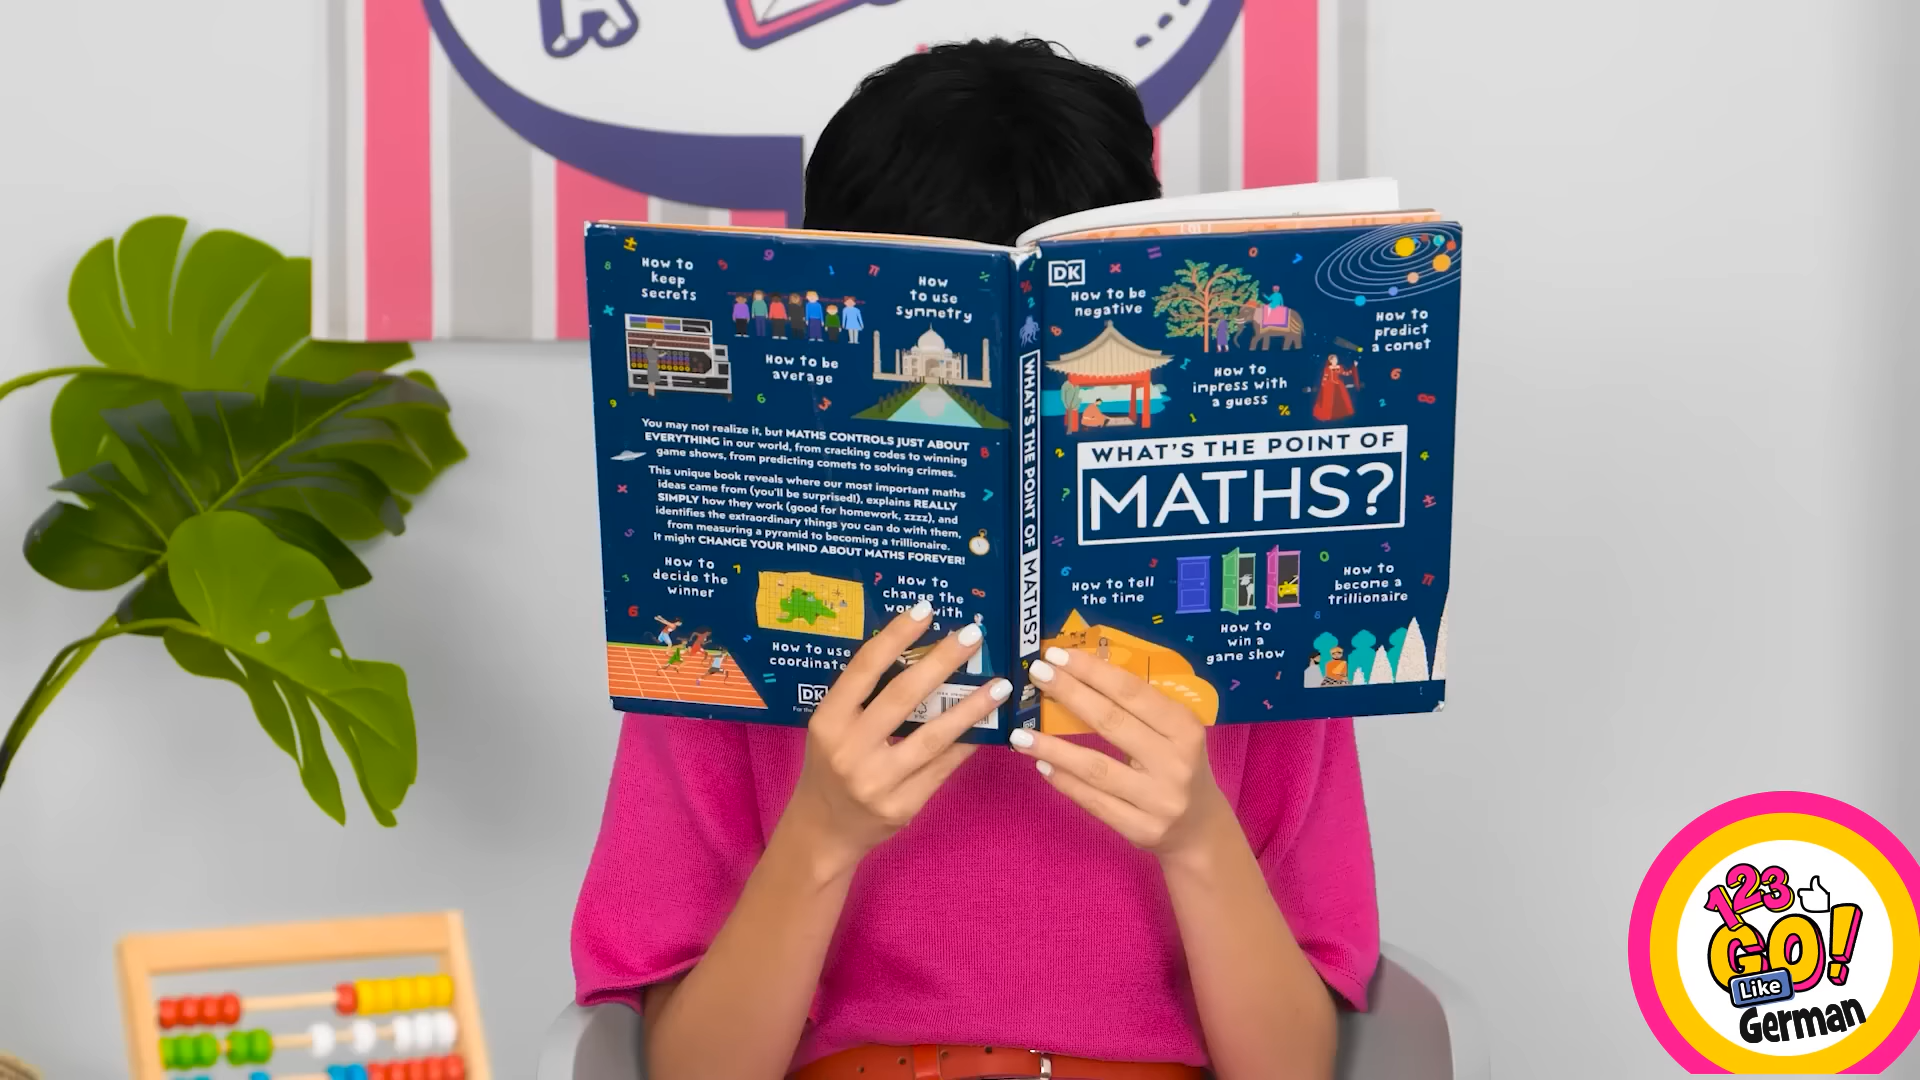 How to
keep
secrets
How
to use
symmetry
How to be
average
You may not realize it, but MATHS CONTROLS JUST ABOUT
EVERYTHING in our world, from cracking codes to winning
game shows, from predicting comets to solving crimes.
This unique book reveals where our most important maths
ideas came from (you'll be surprised!), explains REALLY
SIMPLY how they work (good for homework, zzzz), and
identifies the extraordinary things you can do with them,
from measuring a pyramid to becoming a trillionaire.
It might CHANGE YOUR MIND ABOUT MATHS FOREVER!
How to
decide the
winner
How to
change the
with
a
How to use
DK
WHAT'S THE POINT OF MATHS?
DK
How to be
negative
How to
predict
a comet
How to
impress with
a guess
WHAT'S THE POINT OF
MATHS?
How to tell
the time
How to
win a
game show
How to
become a
trillionaire
123
GO!
Like
German